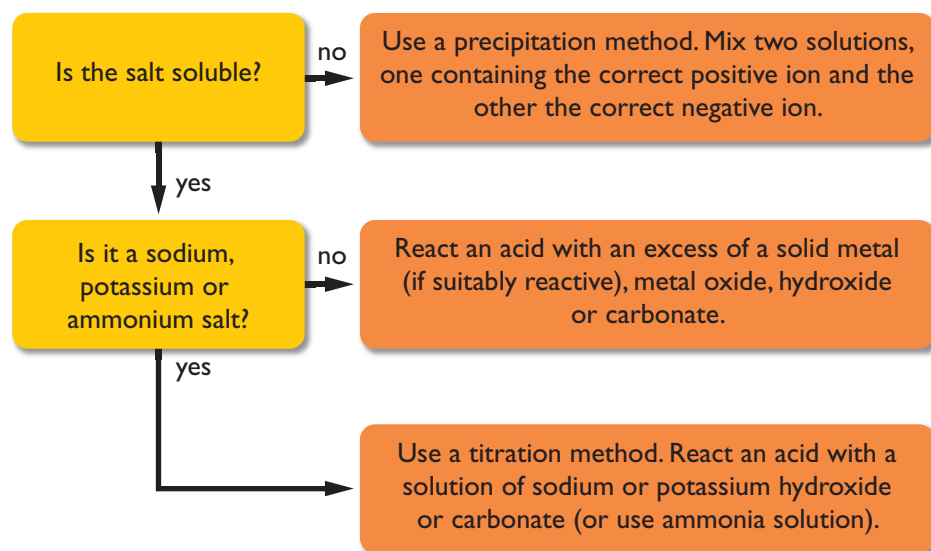 Is the salt soluble?
no
Use a precipitation method. Mix two solutions,
one containing the correct positive ion and the
other the correct negative ion.
yes
Is it a sodium,
potassium or
ammonium salt?
no
React an acid with an excess of a solid metal
(if suitably reactive), metal oxide, hydroxide
or carbonate.
yes
Use a titration method. React an acid with a
solution of sodium or potassium hydroxide
or carbonate (or use ammonia solution).